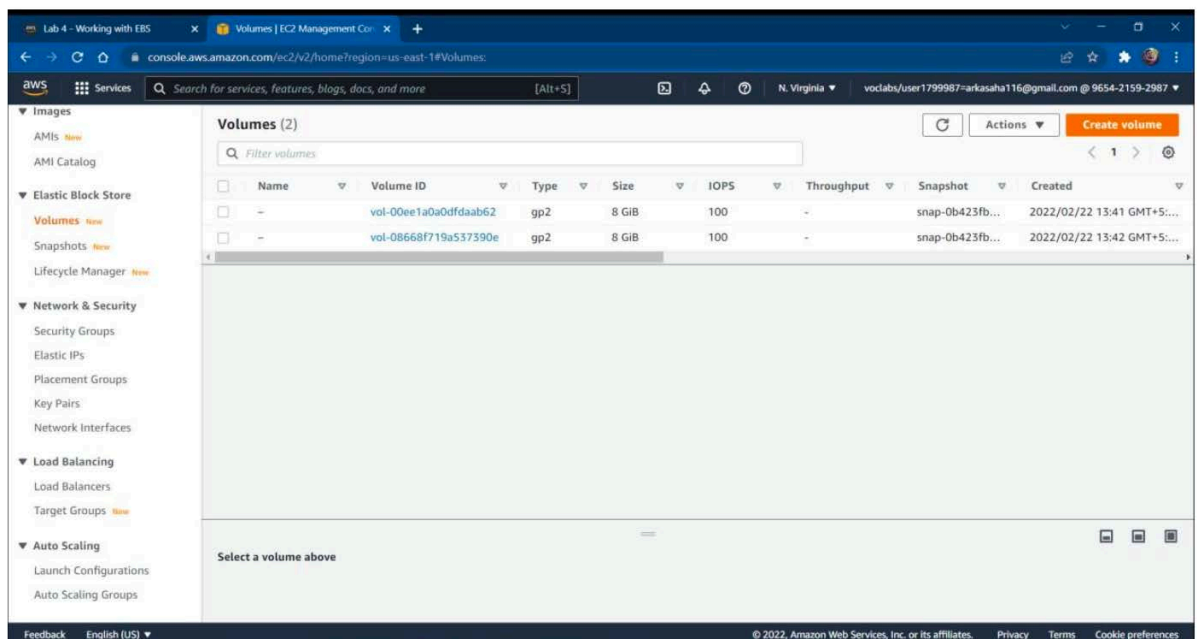 Lab 4 - Working with EBS
Volumes | EC2 Management Con
console.aws.amazon.com/ec2/v2/home?region=us-east-1#Volumes:
aws Services Search for services, features, blogs, docs, and more [Alt+S] N. Virginia voclabs/user1799987=arkasaha116@gmail.com @ 9654-2159-2987
Images
AMIs New
AMI Catalog
Elastic Block Store
Volumes New
Snapshots New
Lifecycle Manager New
Network & Security
Security Groups
Elastic IPs
Placement Groups
Key Pairs
Network Interfaces
Load Balancing
Load Balancers
Target Groups New
Auto Scaling
Launch Configurations
Auto Scaling Groups
Volumes (2) Actions Create volume
Filter volumes 1
Name Volume ID Type Size IOPS Throughput Snapshot Created
– vol-00ee1a0a0dfdaab62 gp2 8 GiB 100 - snap-0b423fb... 2022/02/22 13:41 GMT+5:...
– vol-08668f719a537390e gp2 8 GiB 100 - snap-0b423fb... 2022/02/22 13:42 GMT+5:...
Select a volume above
Feedback English (US) © 2022, Amazon Web Services, Inc. or its affiliates. Privacy Terms Cookie preferences